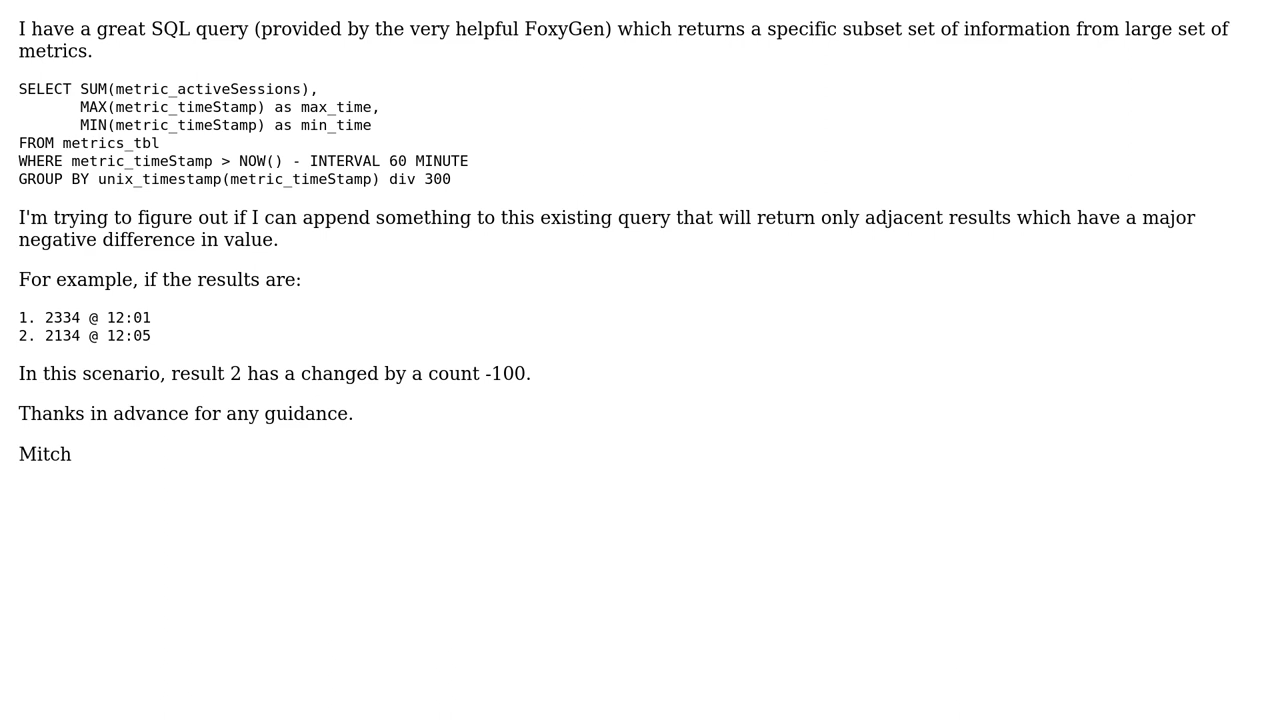 I have a great SQL query (provided by the very helpful FoxyGen) which returns a specific subset set of information from large set of
metrics.
SELECT SUM(metric_activeSessions),
       MAX(metric_timeStamp) as max_time,
       MIN(metric_timeStamp) as min_time
FROM metrics_tbl
WHERE metric_timeStamp > NOW() - INTERVAL 60 MINUTE
GROUP BY unix_timestamp(metric_timeStamp) div 300
I'm trying to figure out if I can append something to this existing query that will return only adjacent results which have a major
negative difference in value.
For example, if the results are:
1. 2334 @ 12:01
2. 2134 @ 12:05
In this scenario, result 2 has a changed by a count -100.
Thanks in advance for any guidance.
Mitch